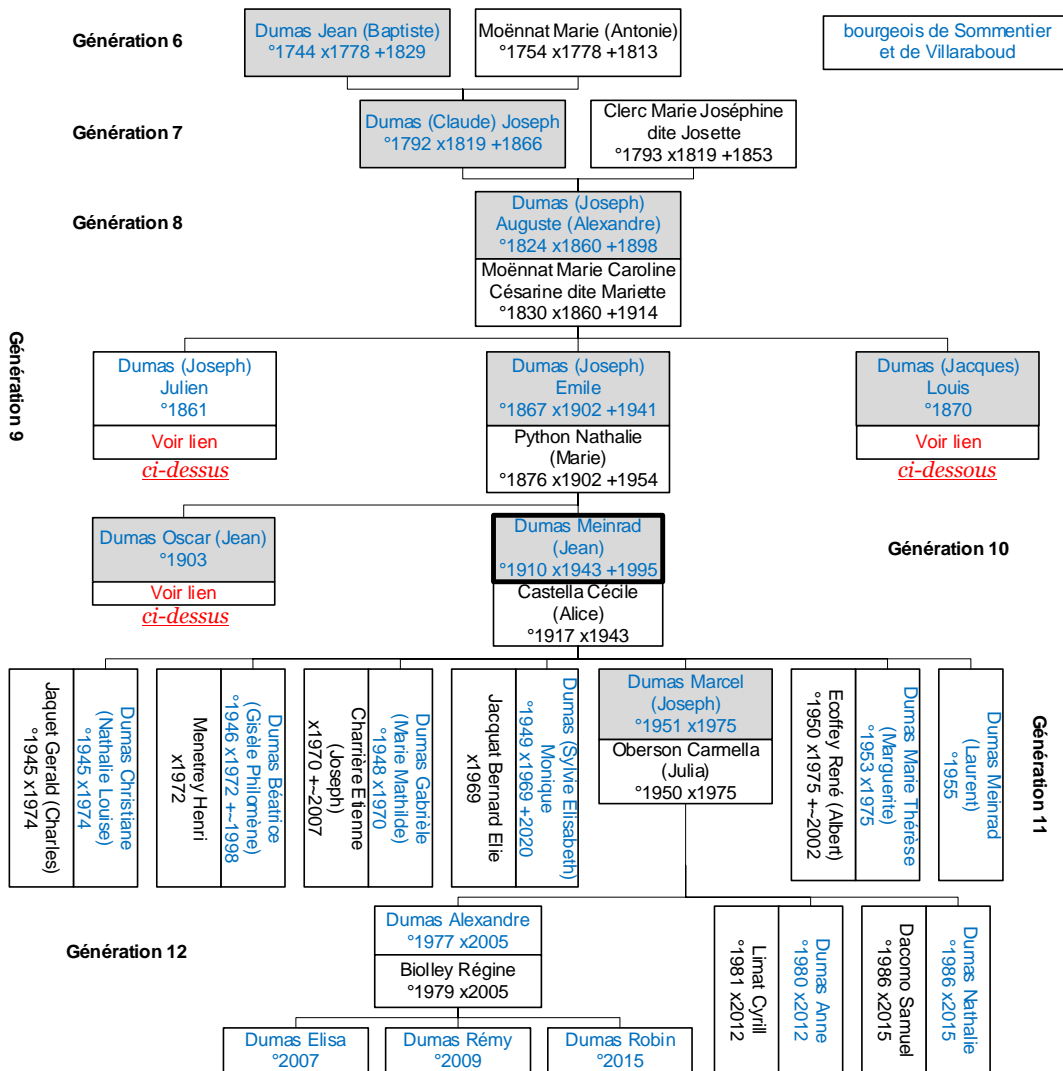 Génération 6
Dumas Jean (Baptiste)
°1744 x1778 +1829
Moënnat Marie (Antonie)
°1754 x1778 +1813
bourgeois de Sommentier
et de Villaraboud
Génération 7
Dumas (Claude) Joseph
°1792 x1819 +1866
Clerc Marie Joséphine
dite Josette
°1793 x1819 +1853
Génération 8
Dumas (Joseph)
Auguste (Alexandre)
°1824 x1860 +1898
Moënnat Marie Caroline
Césarine dite Mariette
°1830 x1860 +1914
Génération 9
Dumas (Joseph)
Julien
°1861
Voir lien
ci-dessus
Dumas (Joseph)
Emile
°1867 x1902 +1941
Python Nathalie
(Marie)
°1876 x1902 +1954
Dumas (Jacques)
Louis
°1870
Voir lien
ci-dessous
Dumas Oscar (Jean)
°1903
Voir lien
ci-dessus
Dumas Meinrad
(Jean)
°1910 x1943 +1995
Castella Cécile
(Alice)
°1917 x1943
Génération 10
Dumas Christiane
(Nathalie Louise)
°1945 x1974
Jaquet Gerald (Charles)
°1945 x1974
Dumas Béatrice
(Gisèle Philomène)
°1946 x1972 +~1998
Menetrey Henri
x1972
Dumas Gabrièle
(Marie Mathilde)
°1948 x1970
Charrière Etienne
(Joseph)
x1970 +~2007
Dumas (Sylvie Elisabeth)
Monique
°1949 x1969 +2020
Jacquat Bernard Elie
x1969
Dumas Marcel
(Joseph)
°1951 x1975
Oberson Carmella
(Julia)
°1950 x1975
Dumas Marie Thérèse
(Marguerite)
°1953 x1975
Ecoffey René (Albert)
°1950 x1975 +~2002
Dumas Meinrad
(Laurent)
°1955
Génération 11
Génération 12
Dumas Alexandre
°1977 x2005
Biolley Régine
°1979 x2005
Dumas Anne
°1980 x2012
Limat Cyrill
°1981 x2012
Dumas Nathalie
°1986 x2015
Dacomo Samuel
°1986 x2015
Dumas Elisa
°2007
Dumas Rémy
°2009
Dumas Robin
°2015